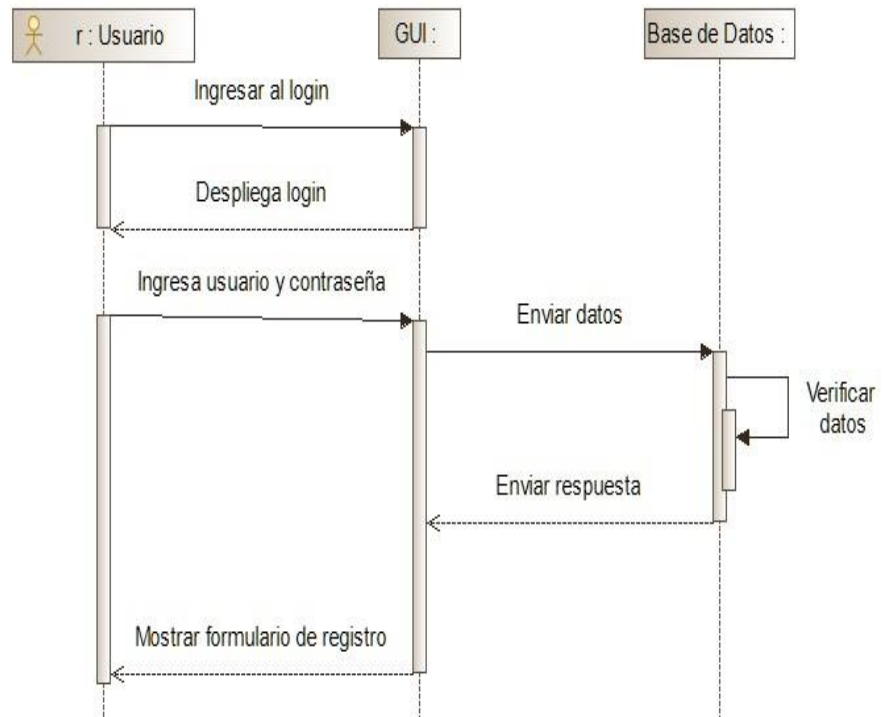 r : Usuario
GUI :
Base de Datos :
Ingresar al login
Despliega login
Ingresa usuario y contraseña
Enviar datos
Verificar
datos
Enviar respuesta
Mostrar formulario de registro